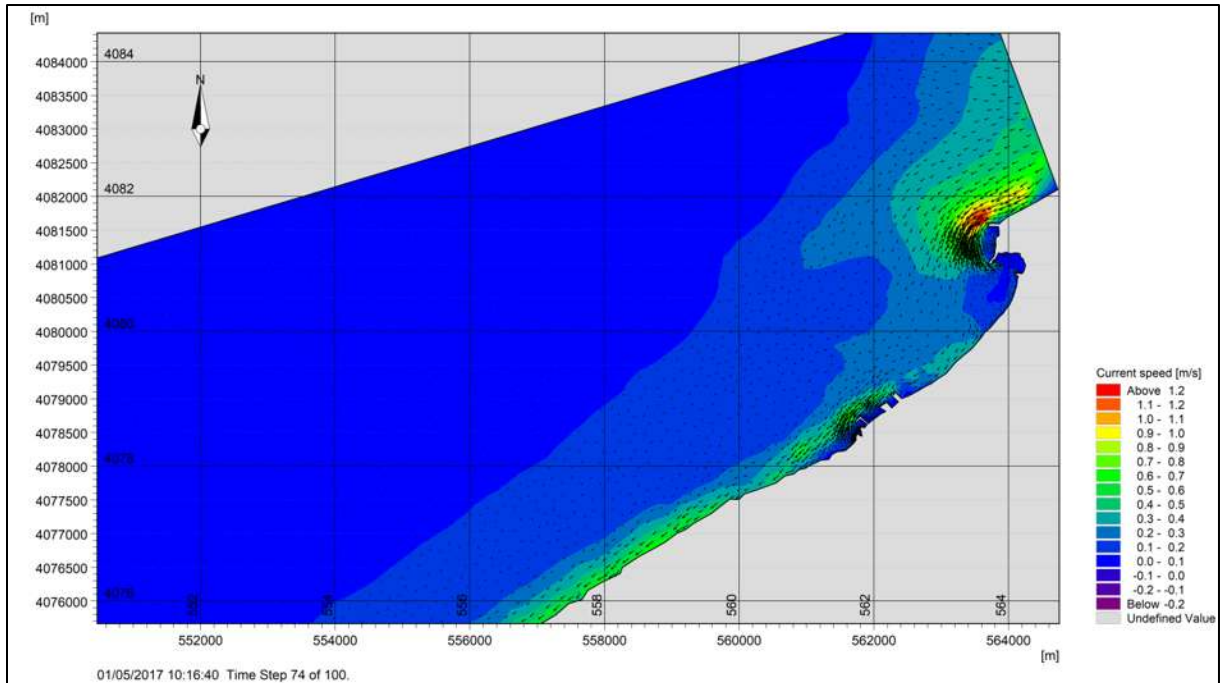 [m]
4084000
4083500
4083000
4082500
4082000
4081500
4081000
4080500
4080000
4079500
4079000
4078500
4078000
4077500
4077000
4076500
4076000
4084
4082
4080
4078
4076
N
552
554
556
558
560
562
564
552000
554000
556000
558000
560000
562000
564000
[m]
Current speed [m/s]
Above 1.2
1.1 - 1.2
1.0 - 1.1
0.9 - 1.0
0.8 - 0.9
0.7 - 0.8
0.6 - 0.7
0.5 - 0.6
0.4 - 0.5
0.3 - 0.4
0.2 - 0.3
0.1 - 0.2
0.0 - 0.1
-0.1 - 0.0
-0.2 - -0.1
Below -0.2
Undefined Value
01/05/2017 10:16:40 Time Step 74 of 100.